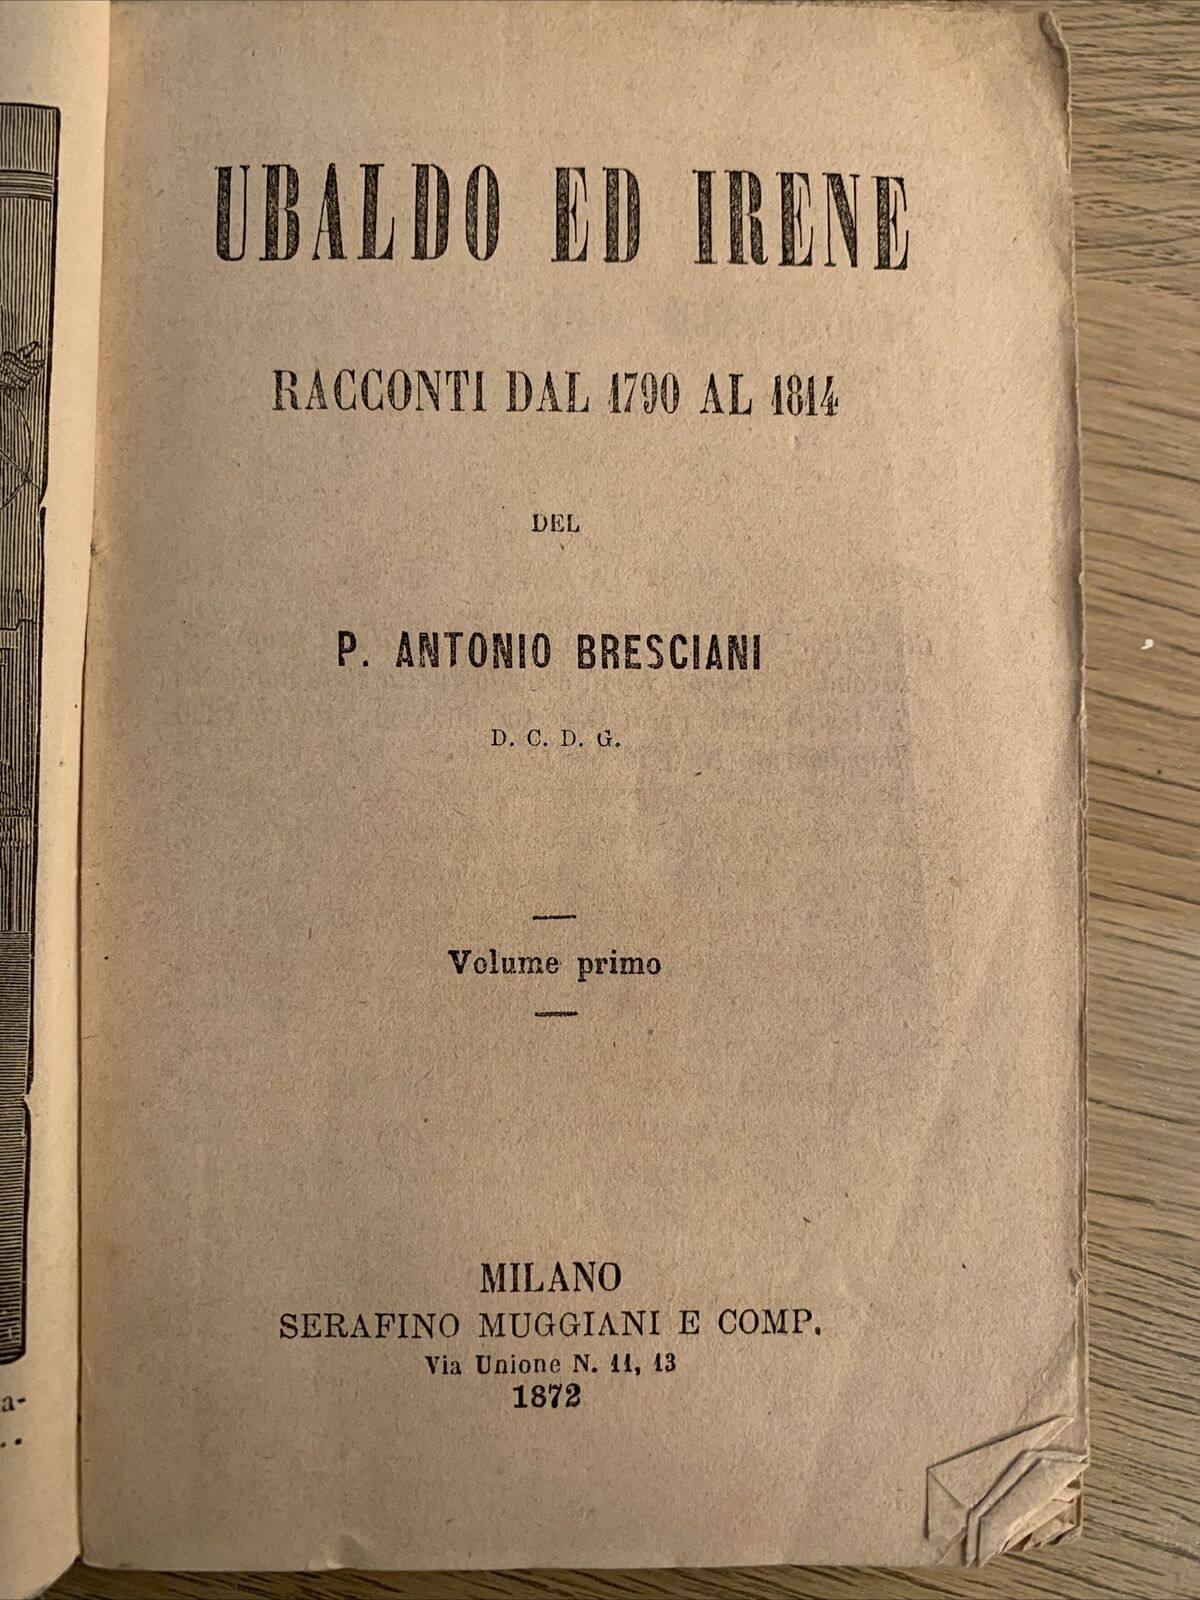 UBALDO ED IRENE
RACCONTI DAL 1790 AL 1814
DEL
P. ANTONIO BRESCIANI
D. C. D. G.
Volume primo
MILANO
SERAFINO MUGGIANI E COMP.
Via Unione N. 11, 13
1872
a-
..